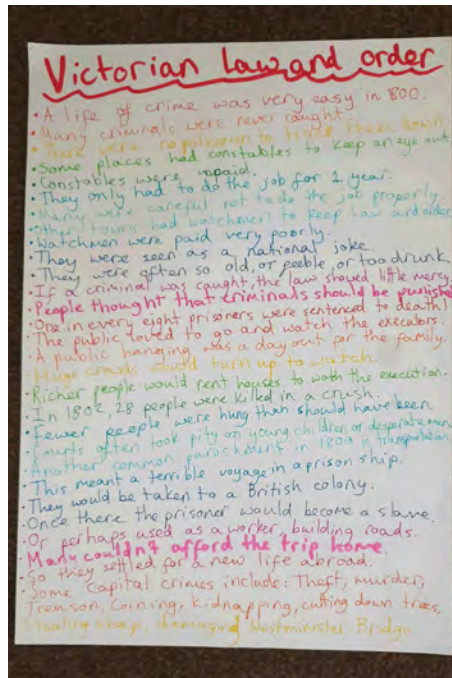 Victorian law and order
• A life of crime was very easy in 800.
• Many criminals were never caught.
• There were no policemen to track them down
• Some places had constables to keep an eye out.
• Constables were unpaid.
• They only had to do the job for 1 year.
• Many were careful not to do the job properly.
• Other towns had watchmen to keep law and order
• Watchmen were paid very poorly.
• They were seen as a national joke.
• They were often so old, or peeble or too drunk
• If a criminal was caught, the law showed little mercy.
• People thought that criminals should be punished
• One in every eight prisoners were sentenced to death!
• The public loved to go and watch the executors.
• A public hanging was a day out for the family.
• Huge crowds would turn up to watch.
• Richer people would rent houses to wath the execution.
• In 1802, 28 people were killed in a crush.
• Fewer people were hung than should have been
• Courts often took pity on young children or desparate men
• Another common punishment in 1800 is transportation
• This meant a terrible voyage in a prison ship.
• They would be taken to a British colony.
• Once there the prisoner would become a slave.
• Or perhaps used as a worker, building roads.
• Many couldn't afford the trip home.
• So they settled for a new life abroad.
• Some Capital crimes include: Theft, murder,
Treason, Coining, kidnapping, cutting down trees,
Stealing sheep, damaging Westminister Bridge